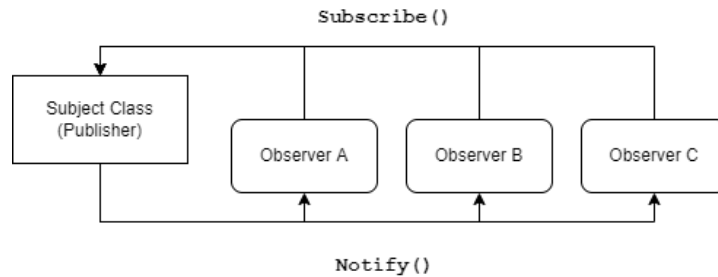 Subscribe()
Subject Class
(Publisher)
Observer A
Observer B
Observer C
Notify()